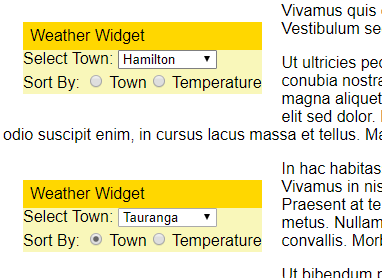 Vivamus quis
Weather Widget
Vestibulum se
Select Town: Hamilton
Ut ultricies pe
Sort By: Town Temperature
conubia nostra
magna aliquet
elit sed dolor.
odio suscipit enim, in cursus lacus massa et tellus. Ma
In hac habitas
Weather Widget
Vivamus in nis
Praesent at te
Select Town: Tauranga
metus. Nullam
Sort By: Town Temperature
convallis. Mor
Ut bibendum